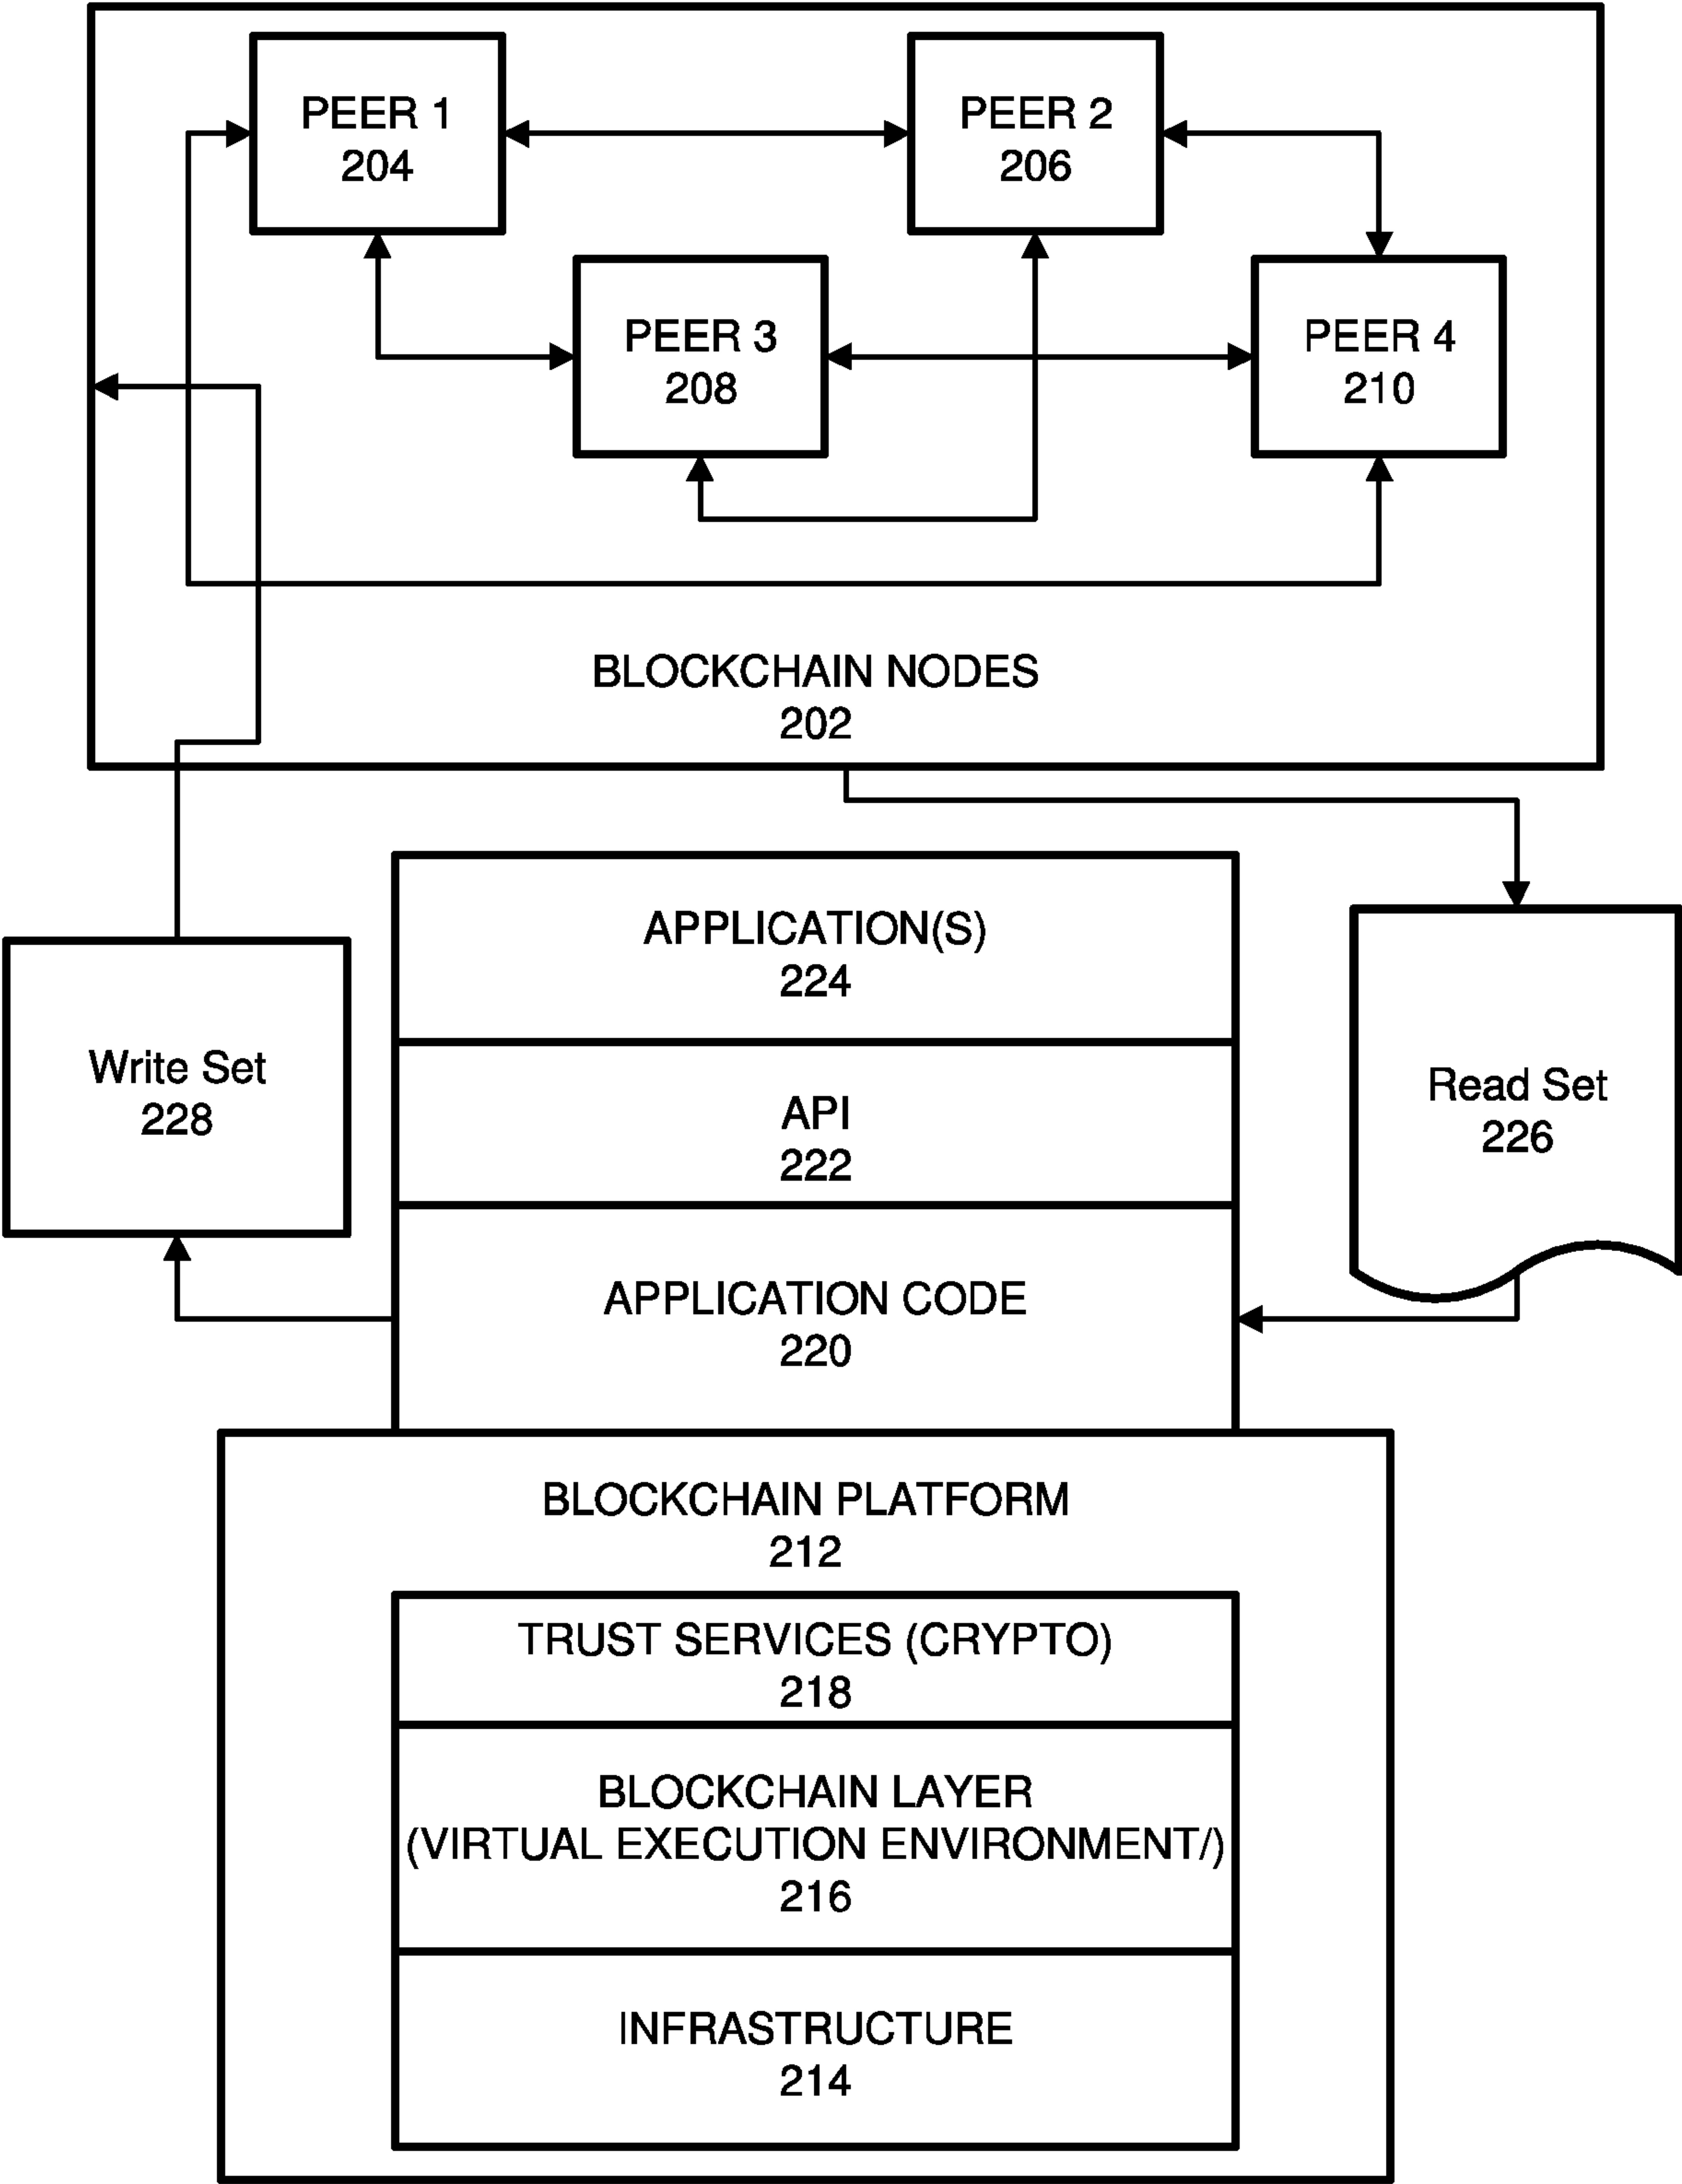 PEER 1
204
PEER 2
206
PEER 3
208
PEER 4
210
BLOCKCHAIN NODES
202
APPLICATION(S)
224
Write Set
228
API
222
Read Set
226
APPLICATION CODE
220
BLOCKCHAIN PLATFORM
212
TRUST SERVICES (CRYPTO)
218
BLOCKCHAIN LAYER
(VIRTUAL EXECUTION ENVIRONMENT/)
216
INFRASTRUCTURE
214